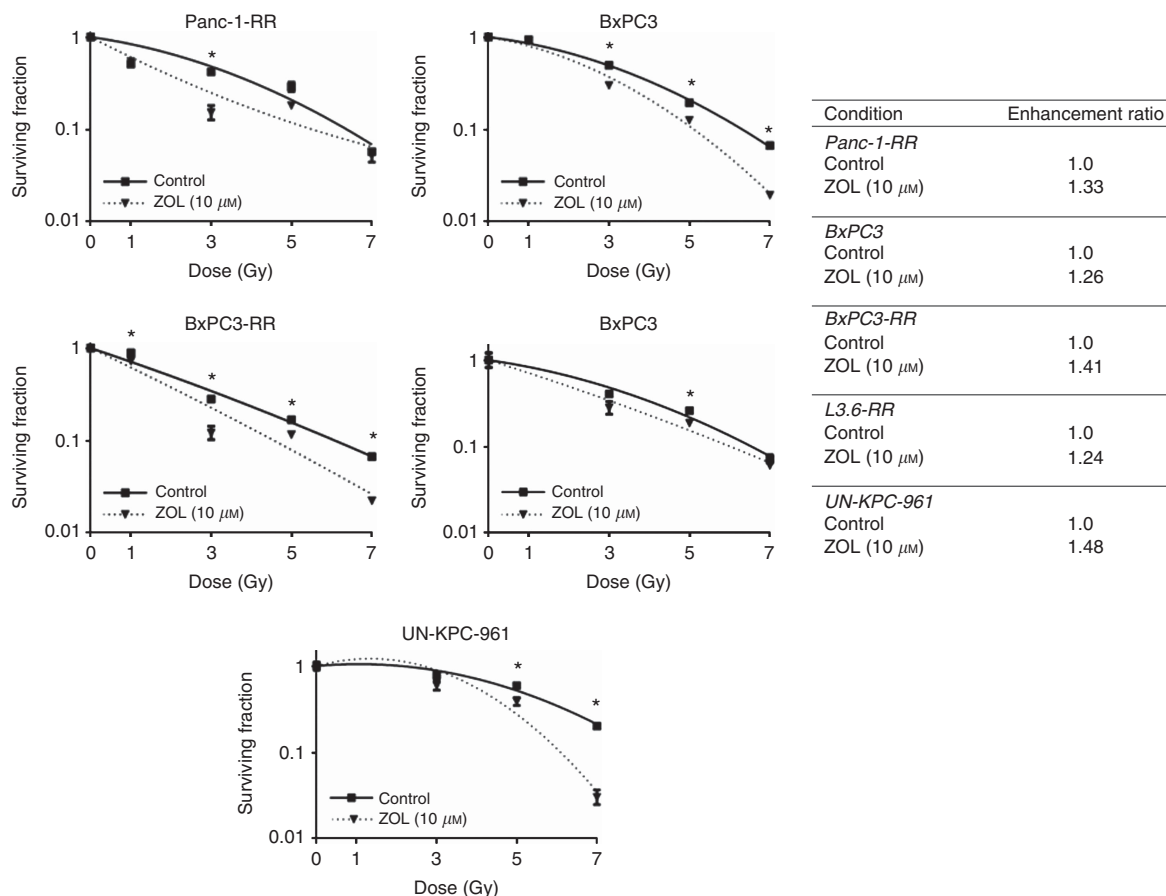 Panc-1-RR
Surviving fraction
1
*
0.1
0.01
Control
ZOL (10 μM)
0 1 3 5 7
Dose (Gy)
BxPC3
Surviving fraction
1
* * *
0.1
0.01
Control
ZOL (10 μM)
0 1 3 5 7
Dose (Gy)
BxPC3-RR
Surviving fraction
1
* * * *
0.1
0.01
Control
ZOL (10 μM)
0 1 3 5 7
Dose (Gy)
BxPC3
Surviving fraction
1
*
0.1
0.01
Control
ZOL (10 μM)
0 1 3 5 7
Dose (Gy)
UN-KPC-961
Surviving fraction
1
* *
0.1
0.01
Control
ZOL (10 μM)
0 1 3 5 7
Dose (Gy)
Condition Enhancement ratio
Panc-1-RR
Control 1.0
ZOL (10 μM) 1.33
BxPC3
Control 1.0
ZOL (10 μM) 1.26
BxPC3-RR
Control 1.0
ZOL (10 μM) 1.41
L3.6-RR
Control 1.0
ZOL (10 μM) 1.24
UN-KPC-961
Control 1.0
ZOL (10 μM) 1.48